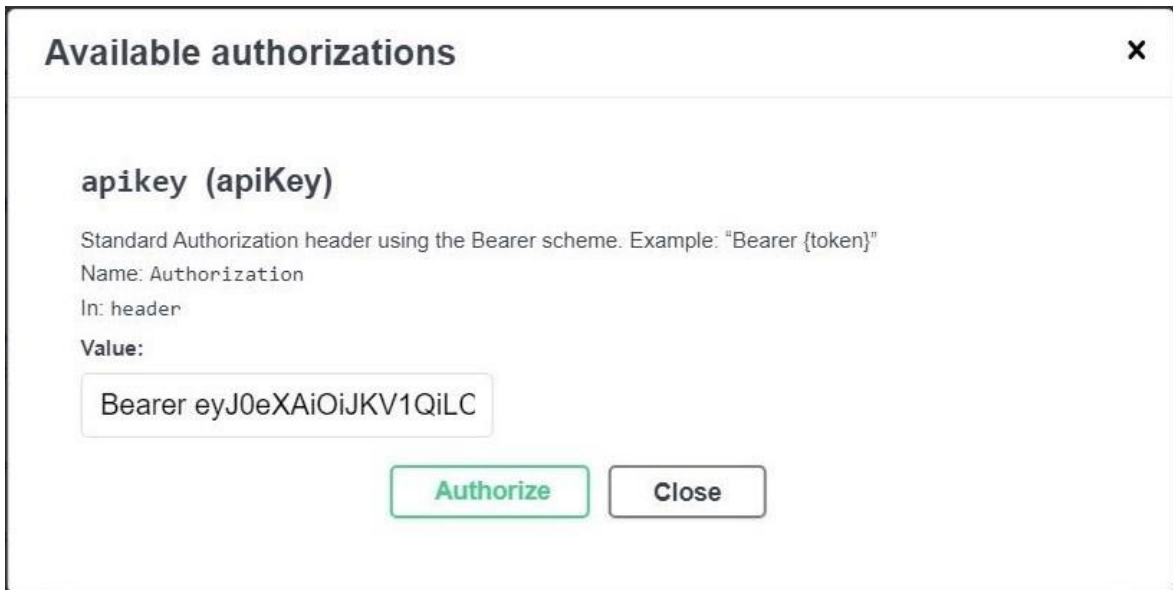 Available authorizations
x
apikey (apiKey)
Standard Authorization header using the Bearer scheme. Example: “Bearer {token}”
Name: Authorization
In: header
Value:
Bearer eyJ0eXAiOiJKV1QiLC
Authorize
Close